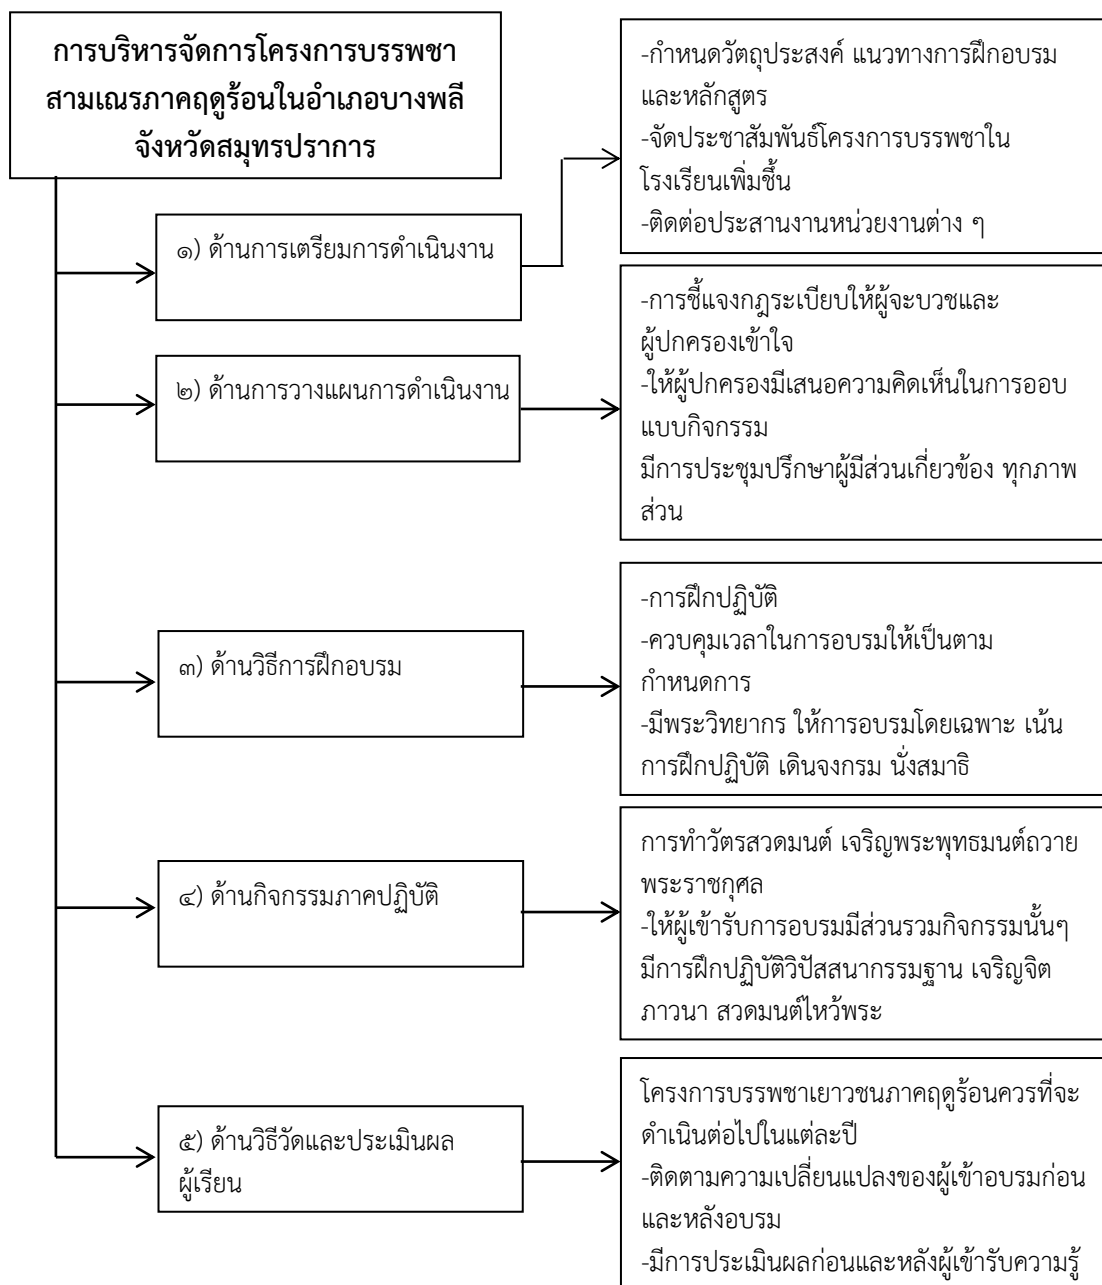 การบริหารจัดการโครงการบรรพชา
สามเณรภาคฤดูร้อนในอำเภอบางพลี
จังหวัดสมุทรปราการ
๑) ด้านการเตรียมการดำเนินงาน
-กำหนดวัตถุประสงค์ แนวทางการฝึกอบรม
และหลักสูตร
-จัดประชาสัมพันธ์โครงการบรรพชาใน
โรงเรียนเพิ่มขึ้น
-ติดต่อประสานงานหน่วยงานต่าง ๆ
๒) ด้านการวางแผนการดำเนินงาน
-การชี้แจงกฎระเบียบให้ผู้จะบวชและ
ผู้ปกครองเข้าใจ
-ให้ผู้ปกครองมีเสนอความคิดเห็นในการออบ
แบบกิจกรรม
มีการประชุมปรึกษาผู้มีส่วนเกี่ยวข้อง ทุกภาพ
ส่วน
๓) ด้านวิธีการฝึกอบรม
-การฝึกปฏิบัติ
-ควบคุมเวลาในการอบรมให้เป็นตาม
กำหนดการ
-มีพระวิทยากร ให้การอบรมโดยเฉพาะ เน้น
การฝึกปฏิบัติ เดินจงกรม นั่งสมาธิ
๔) ด้านกิจกรรมภาคปฏิบัติ
การทำวัตรสวดมนต์ เจริญพระพุทธมนต์ถวาย
พระราชกุศล
-ให้ผู้เข้ารับการอบรมมีส่วนรวมกิจกรรมนั้นๆ
มีการฝึกปฏิบัติวิปัสสนากรรมฐาน เจริญจิต
ภาวนา สวดมนต์ไหว้พระ
๕) ด้านวิธีวัดและประเมินผล
ผู้เรียน
โครงการบรรพชาเยาวชนภาคฤดูร้อนควรที่จะ
ดำเนินต่อไปในแต่ละปี
-ติดตามความเปลี่ยนแปลงของผู้เข้าอบรมก่อน
และหลังอบรม
-มีการประเมินผลก่อนและหลังผู้เข้ารับความรู้